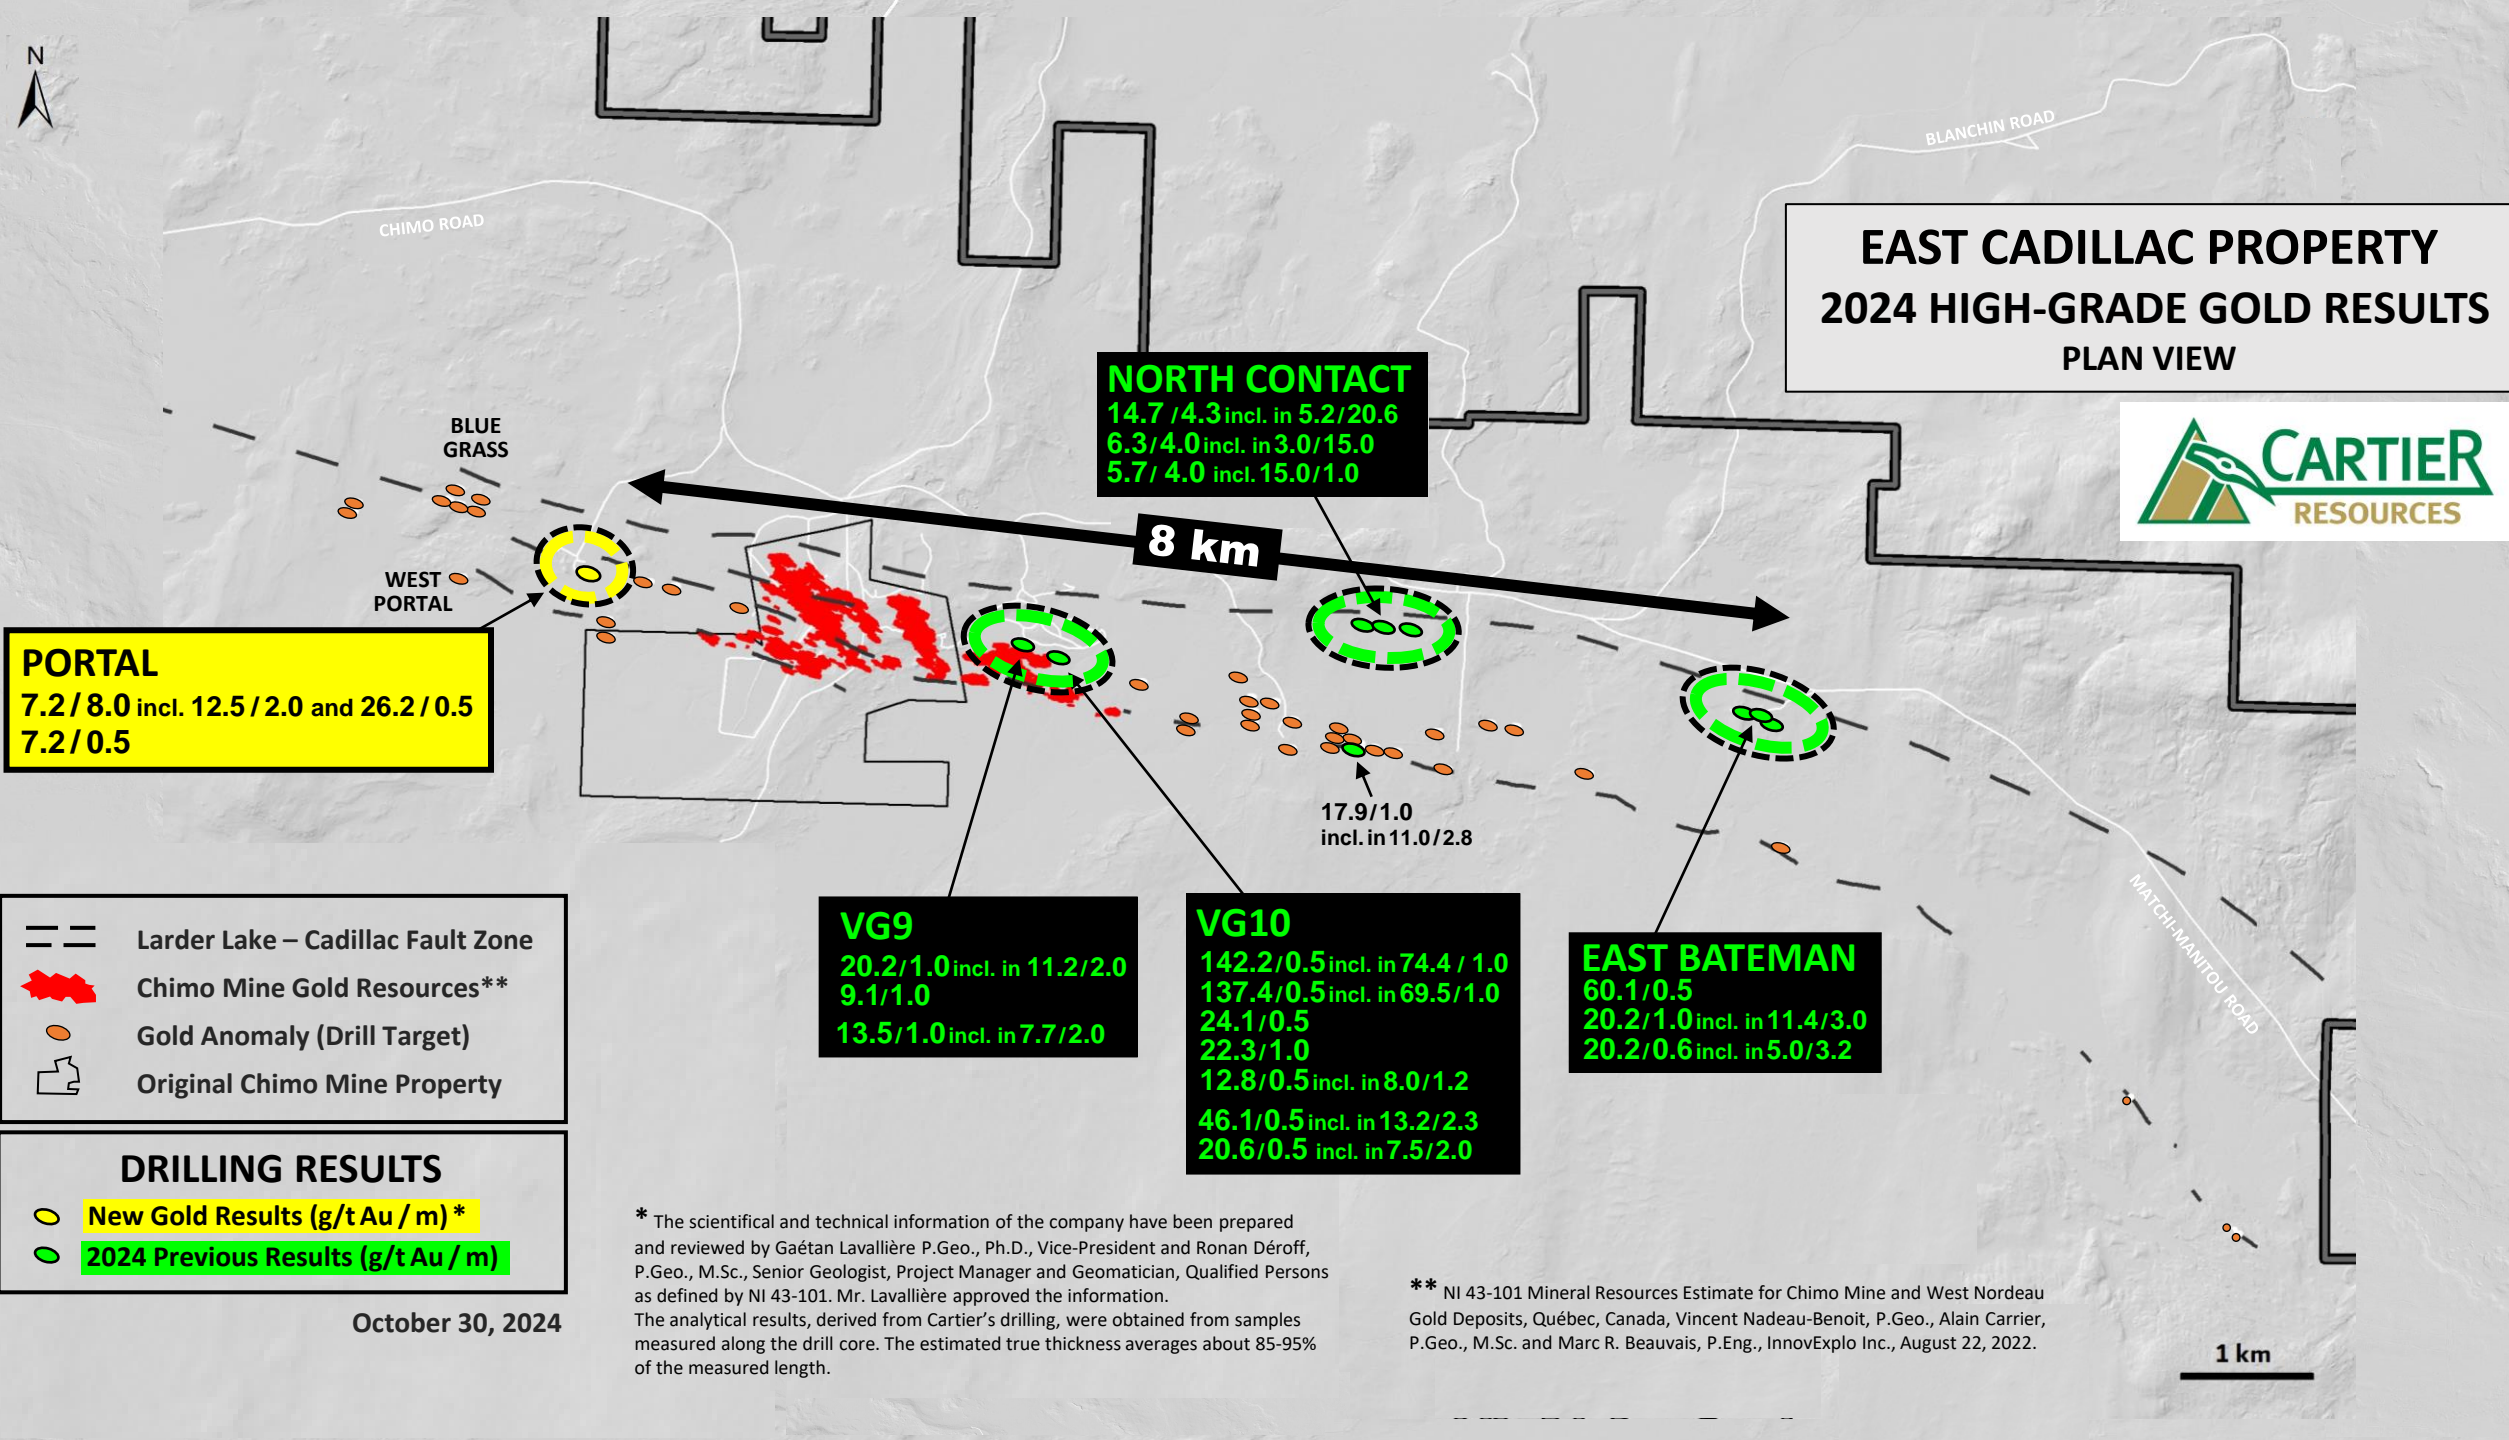 N
CHIMO ROAD
BLANCHIN ROAD
EAST CADILLAC PROPERTY
2024 HIGH-GRADE GOLD RESULTS
PLAN VIEW
CARTIER
RESOURCES
NORTH CONTACT
14.7 /4.3 incl. in 5.2/20.6
6.3/4.0 incl. in 3.0/15.0
5.7/ 4.0 incl. 15.0/1.0
BLUE
GRASS
8 km
WEST
PORTAL
PORTAL
7.2 / 8.0 incl. 12.5 / 2.0 and 26.2 / 0.5
7.2 / 0.5
17.9/1.0
incl. in 11.0/2.8
MATCHI-MANITOU ROAD
VG9
20.2/1.0 incl. in 11.2/2.0
9.1/1.0
13.5/1.0 incl. in 7.7/2.0
VG10
142.2/0.5 incl. in 74.4 / 1.0
137.4/0.5 incl. in 69.5/1.0
24.1/0.5
22.3/1.0
12.8/0.5 incl. in 8.0/1.2
46.1/0.5 incl. in 13.2/2.3
20.6/0.5 incl. in 7.5/2.0
EAST BATEMAN
60.1/0.5
20.2/1.0 incl. in 11.4/3.0
20.2/0.6 incl. in 5.0/3.2
Larder Lake – Cadillac Fault Zone
Chimo Mine Gold Resources**
Gold Anomaly (Drill Target)
Original Chimo Mine Property
DRILLING RESULTS
New Gold Results (g/t Au / m) *
2024 Previous Results (g/t Au / m)
October 30, 2024
* The scientifical and technical information of the company have been prepared
and reviewed by Gaétan Lavallière P.Geo., Ph.D., Vice-President and Ronan Déroff,
P.Geo., M.Sc., Senior Geologist, Project Manager and Geomatician, Qualified Persons
as defined by NI 43-101. Mr. Lavallière approved the information.
The analytical results, derived from Cartier’s drilling, were obtained from samples
measured along the drill core. The estimated true thickness averages about 85-95%
of the measured length.
** NI 43-101 Mineral Resources Estimate for Chimo Mine and West Nordeau
Gold Deposits, Québec, Canada, Vincent Nadeau-Benoit, P.Geo., Alain Carrier,
P.Geo., M.Sc. and Marc R. Beauvais, P.Eng., InnovExplo Inc., August 22, 2022.
1 km